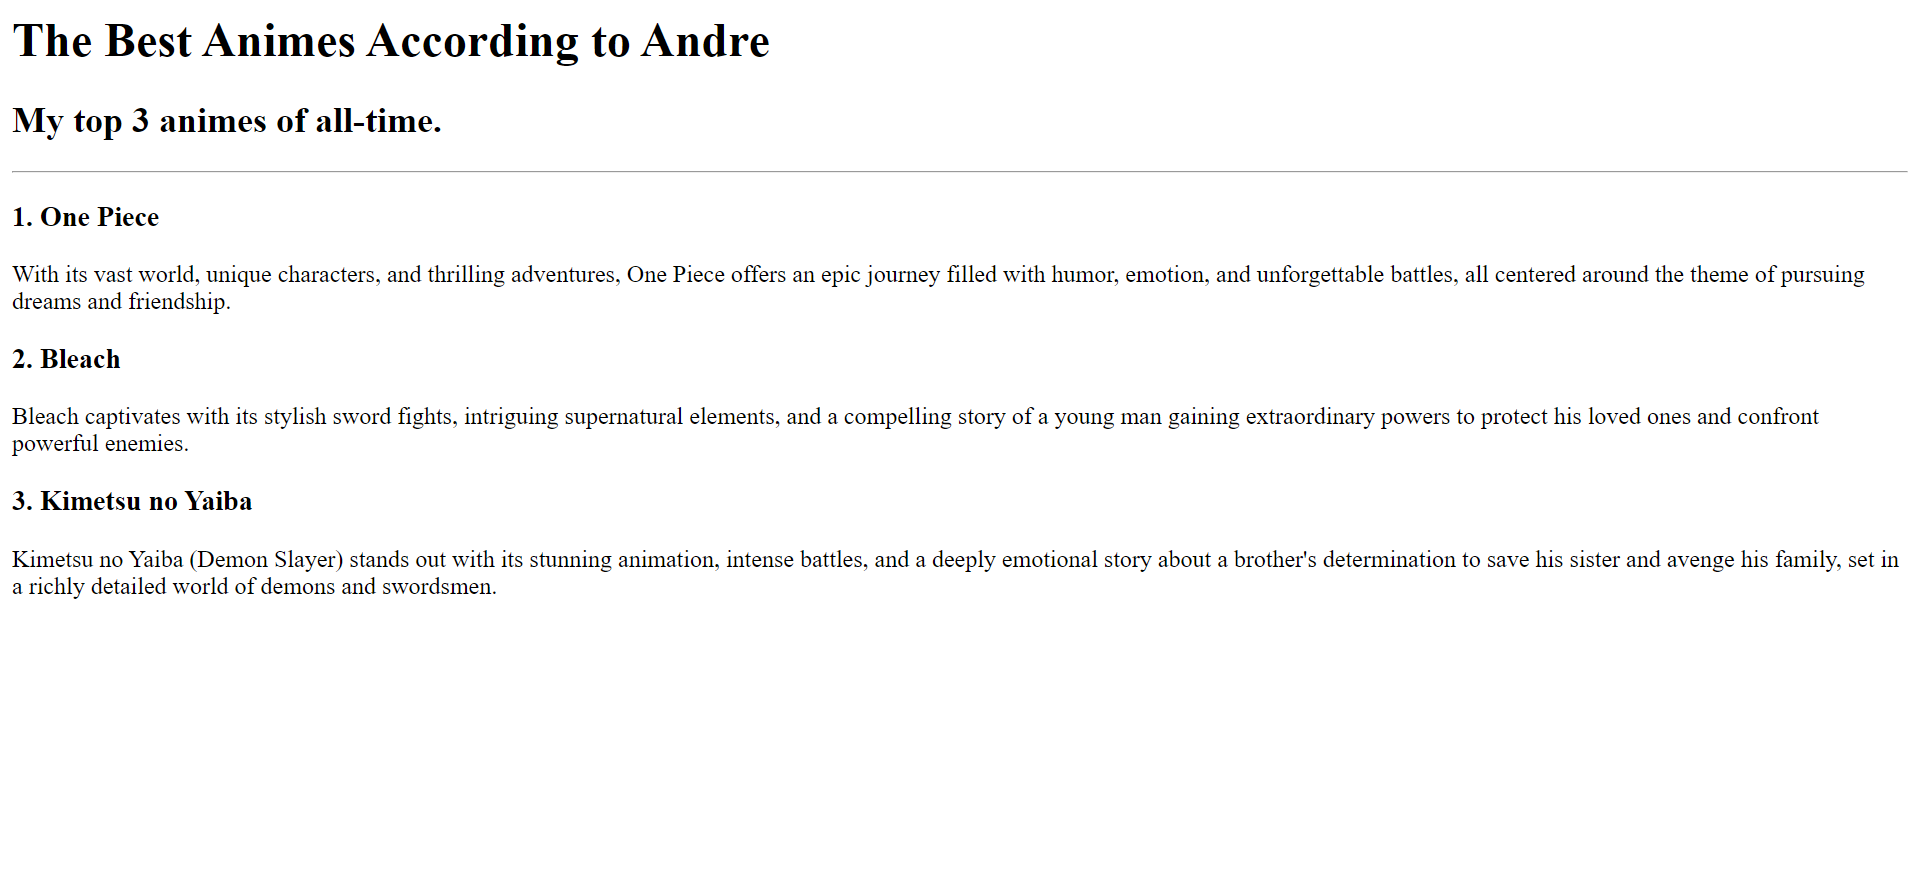 The Best Animes According to Andre
My top 3 animes of all-time.
1. One Piece
With its vast world, unique characters, and thrilling adventures, One Piece offers an epic journey filled with humor, emotion, and unforgettable battles, all centered around the theme of pursuing
dreams and friendship.
2. Bleach
Bleach captivates with its stylish sword fights, intriguing supernatural elements, and a compelling story of a young man gaining extraordinary powers to protect his loved ones and confront
powerful enemies.
3. Kimetsu no Yaiba
Kimetsu no Yaiba (Demon Slayer) stands out with its stunning animation, intense battles, and a deeply emotional story about a brother's determination to save his sister and avenge his family, set in
a richly detailed world of demons and swordsmen.